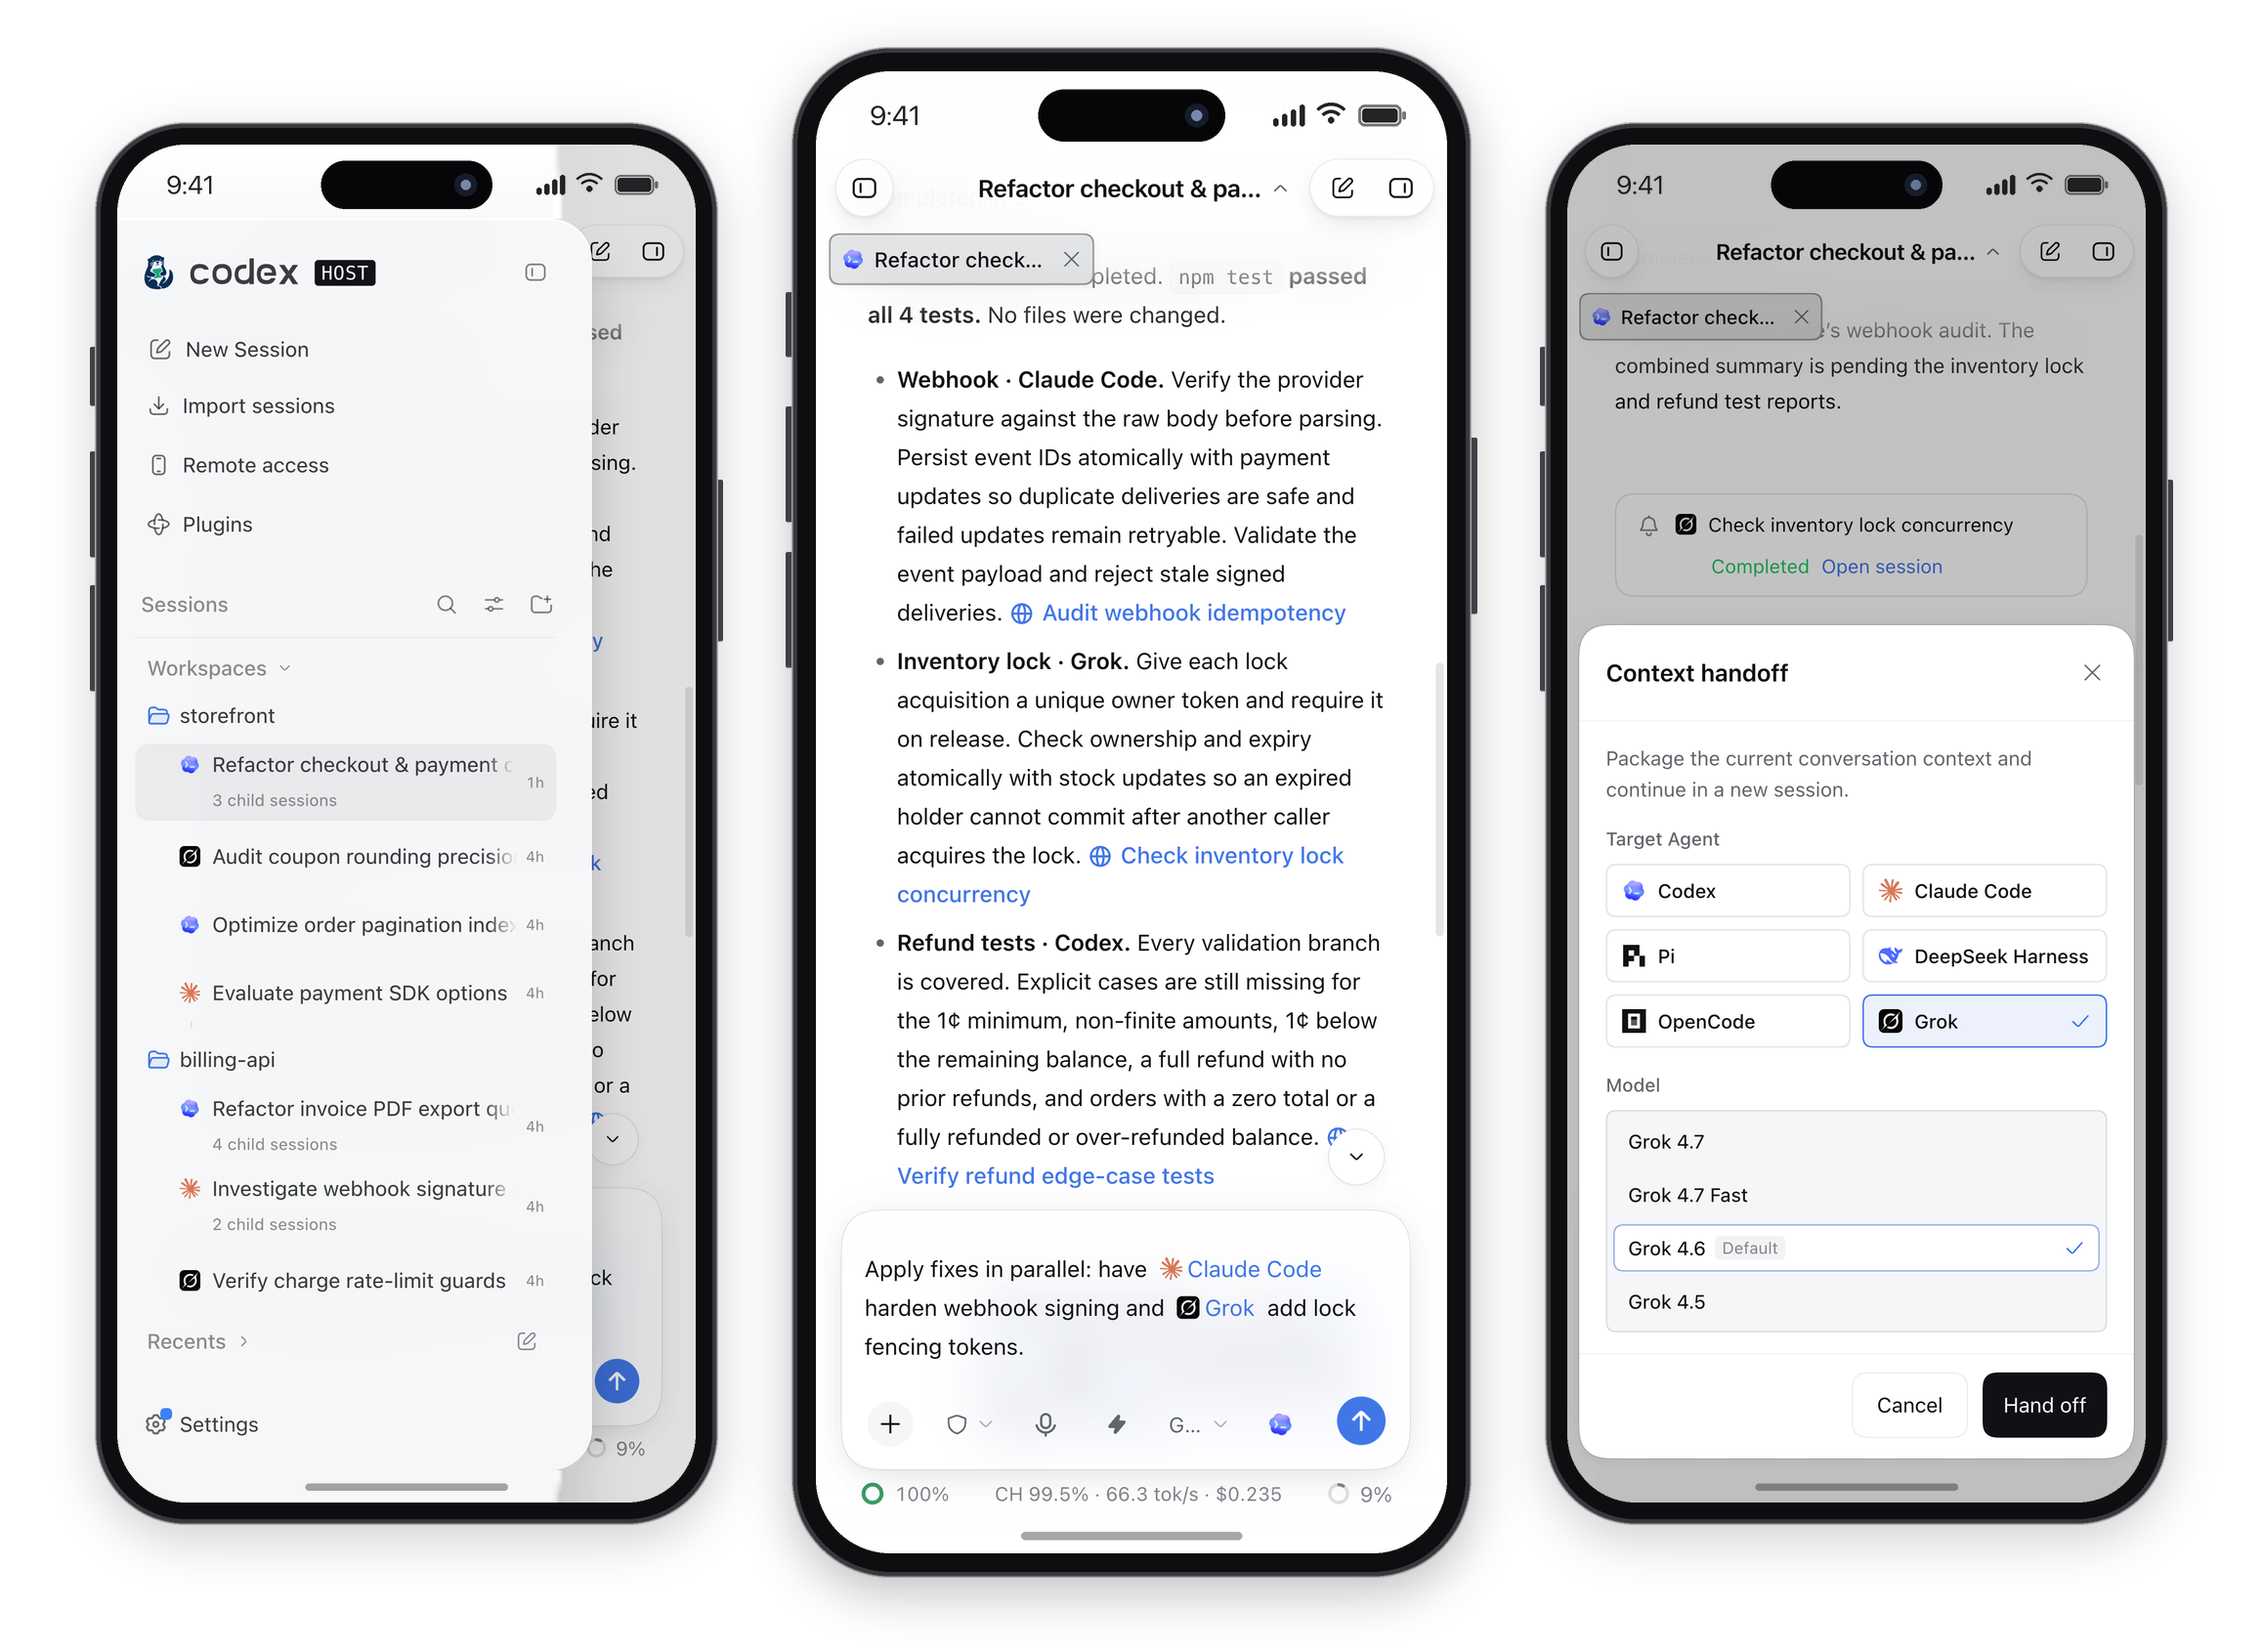 9:41
codex HOST
New Session
Import sessions
Remote access
Plugins
Sessions
Workspaces
storefront
Refactor checkout & payment
1h
3 child sessions
Audit coupon rounding precision
4h
Optimize order pagination index
4h
Evaluate payment SDK options
4h
billing-api
Refactor invoice PDF export
4h
4 child sessions
Investigate webhook signature
4h
2 child sessions
Verify charge rate-limit guards
4h
Recents
Settings
sed
der
sing.
nd
he
y
ire it
ed
k
anch
for
elow
o
or a
ck
9%
9:41
Refactor checkout & pa...
Refactor check...
pleted. npm test passed
all 4 tests. No files were changed.
• Webhook · Claude Code. Verify the provider
signature against the raw body before parsing.
Persist event IDs atomically with payment
updates so duplicate deliveries are safe and
failed updates remain retryable. Validate the
event payload and reject stale signed
deliveries. Audit webhook idempotency
• Inventory lock · Grok. Give each lock
acquisition a unique owner token and require it
on release. Check ownership and expiry
atomically with stock updates so an expired
holder cannot commit after another caller
acquires the lock. Check inventory lock
concurrency
• Refund tests · Codex. Every validation branch
is covered. Explicit cases are still missing for
the 1¢ minimum, non-finite amounts, 1¢ below
the remaining balance, a full refund with no
prior refunds, and orders with a zero total or a
fully refunded or over-refunded balance.
Verify refund edge-case tests
Apply fixes in parallel: have Claude Code
harden webhook signing and Grok add lock
fencing tokens.
G...
100%
CH 99.5% · 66.3 tok/s · $0.235
9%
9:41
Refactor checkout & pa...
Refactor check...
's webhook audit. The
combined summary is pending the inventory lock
and refund test reports.
Check inventory lock concurrency
Completed Open session
Context handoff
Package the current conversation context and
continue in a new session.
Target Agent
Codex
Claude Code
Pi
DeepSeek Harness
OpenCode
Grok
Model
Grok 4.7
Grok 4.7 Fast
Grok 4.6 Default
Grok 4.5
Cancel
Hand off